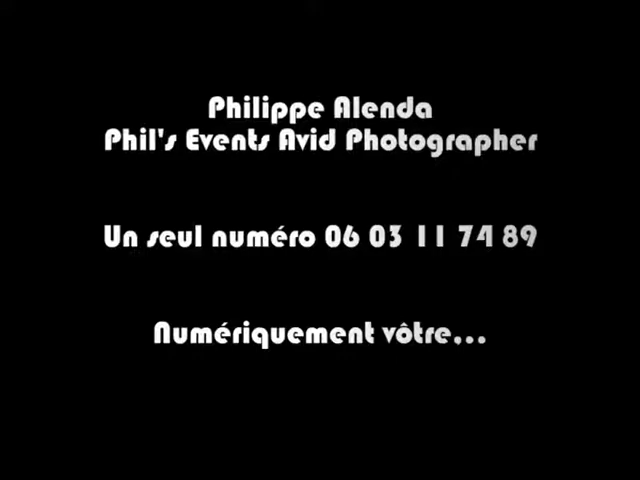 Philippe Alenda
Phil's Events Avid Photographer
Un seul numéro 06 03 11 74 89
Numériquement vôtre...